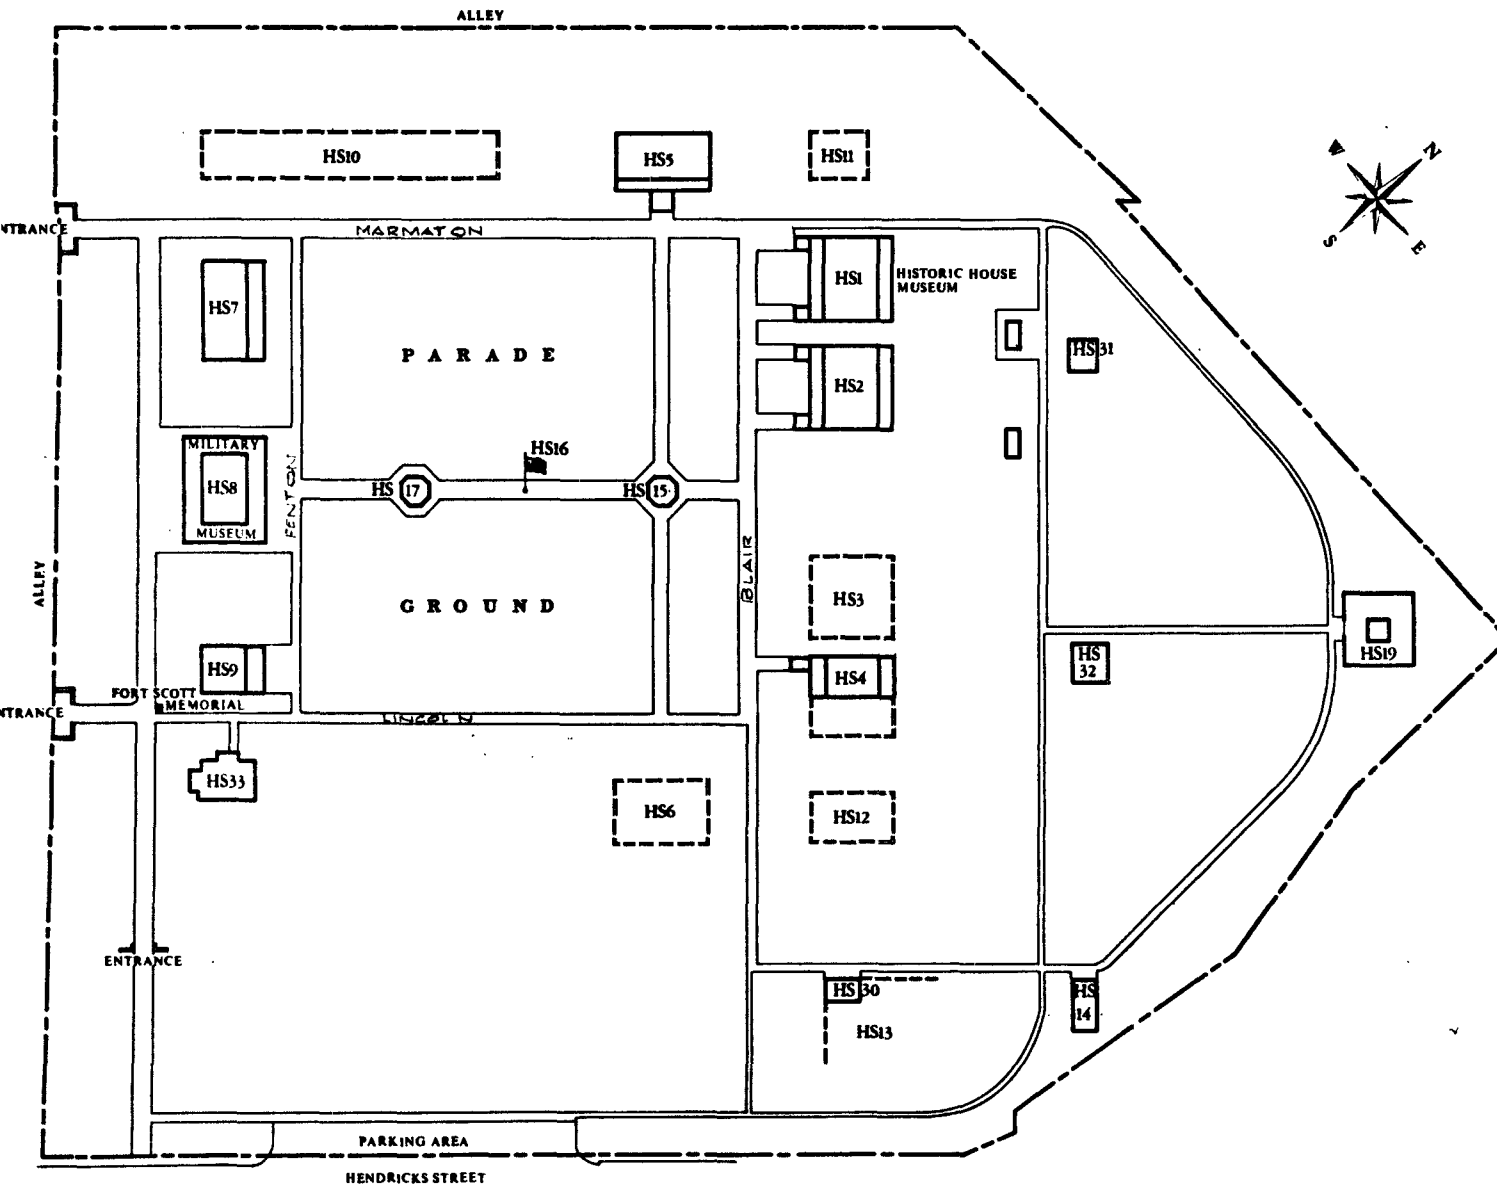 ALLEY
HS10
HS5
HS11
W
N
S
E
NTRANCE
MARMATON
HS7
HS1
HISTORIC HOUSE
MUSEUM
PARADE
HS31
HS2
MILITARY
HS8
MUSEUM
FENTON
HS16
HS 17
HS 15
ALLEY
BLAIR
GROUND
HS3
HS19
HS9
HS4
HS
32
FORT SCOTT
MEMORIAL
NTRANCE
LINCOLN
HS33
HS6
HS12
ENTRANCE
HS30
HS
14
HS13
PARKING AREA
HENDRICKS STREET